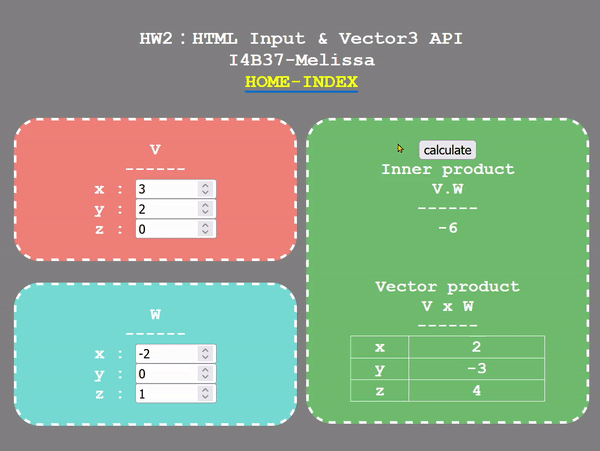 HW2：HTML Input & Vector3 API
I4B37-Melissa
HOME-INDEX
V
------
x : 3
y : 2
z : 0
W
------
x : -2
y : 0
z : 1
calculate
Inner product
V.W
------
-6
Vector product
V x W
------
x 2
y -3
z 4